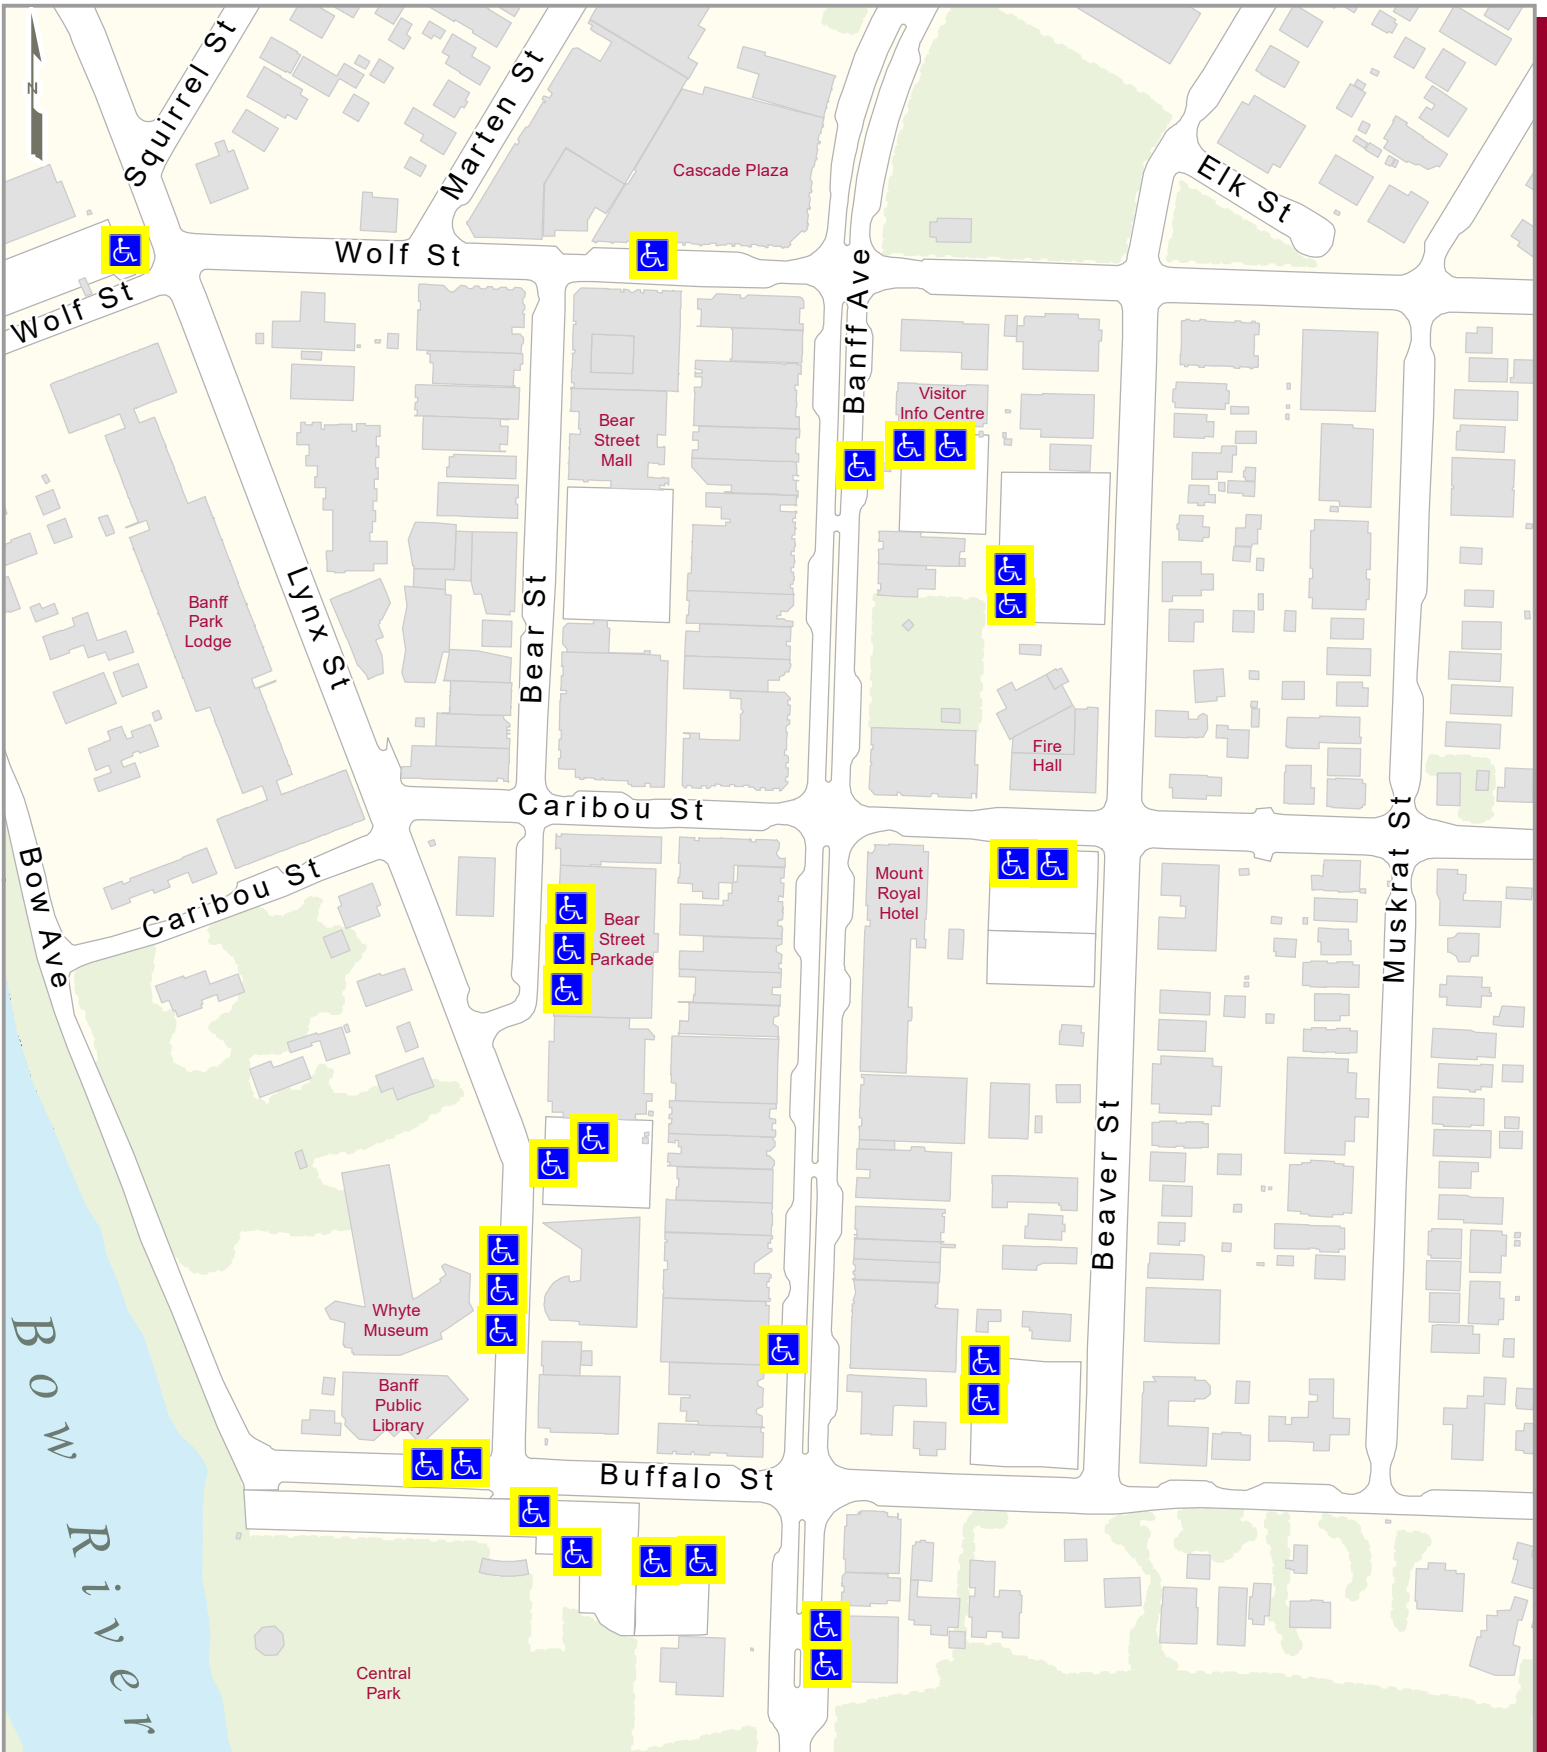 Squirrel St
Marten St
N
Cascade Plaza
Elk St
Wolf St
Wolf St
Banff Ave
Visitor
Info Centre
Bear
Street
Mall
Lynx St
Bear St
Banff
Park
Lodge
Fire
Hall
Caribou St
Muskrat St
Bow Ave
Caribou St
Mount
Royal
Hotel
Bear
Street
Parkade
Beaver St
Whyte
Museum
Banff
Public
Library
Buffalo St
Bow River
Central
Park